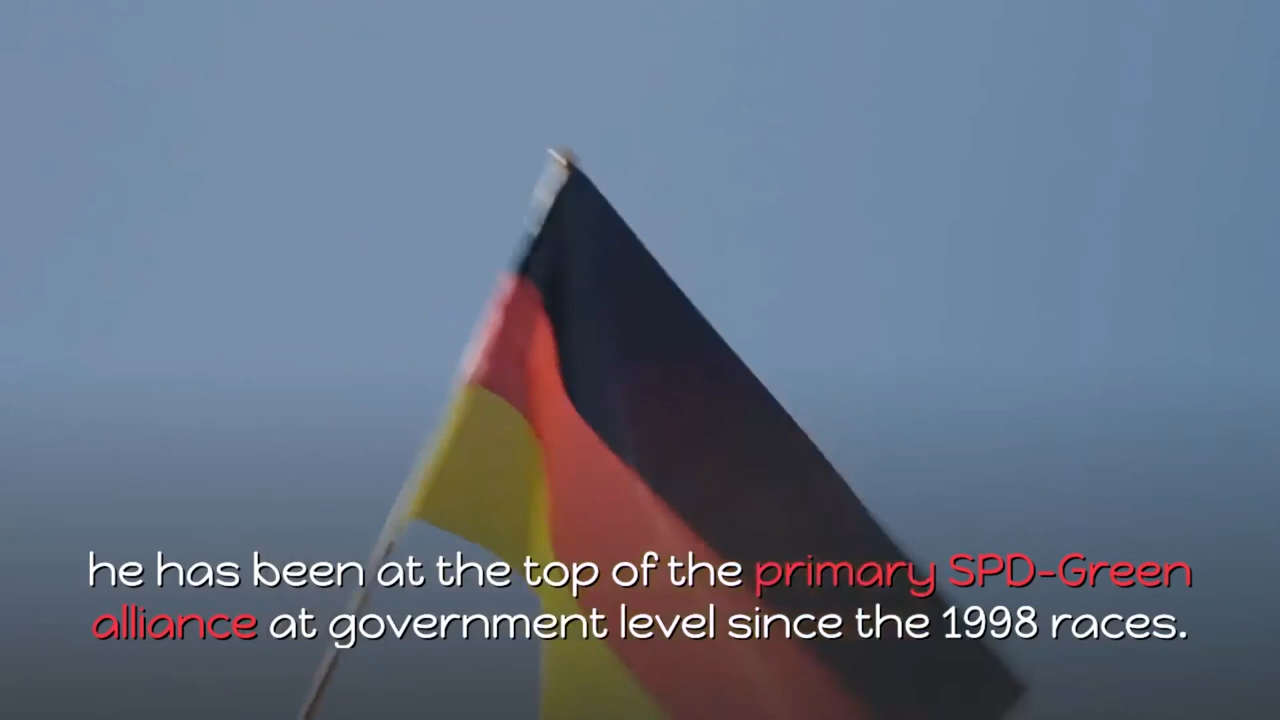 he has been at the top of the primary SPD-Green
alliance at government level since the 1998 races.